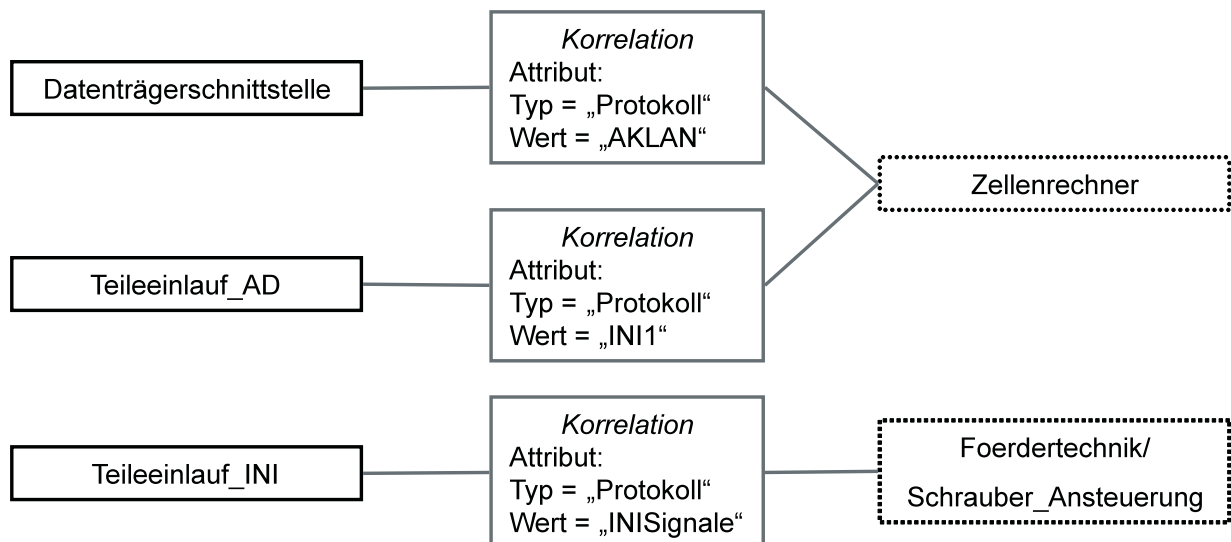 Korrelation
Attribut:
Typ = „Protokoll“
Wert = „AKLAN“
Datenträgerschnittstelle
Zellenrechner
Korrelation
Attribut:
Typ = „Protokoll“
Wert = „INI1“
Teileeinlauf_AD
Korrelation
Attribut:
Typ = „Protokoll“
Wert = „INISignale“
Teileeinlauf_INI
Foerdertechnik/
Schrauber_Ansteuerung